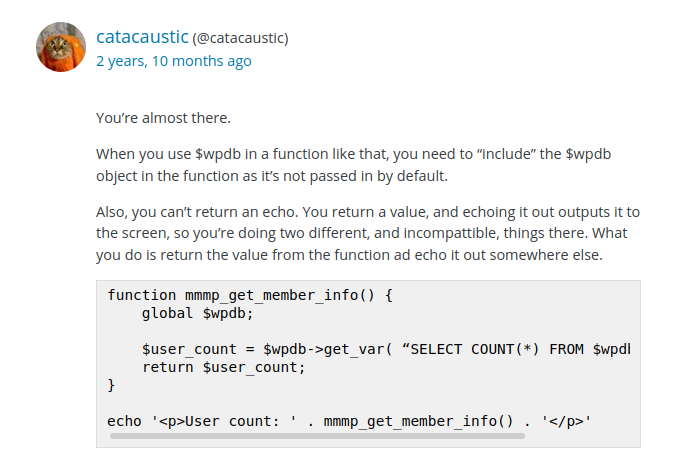 catacaustic (@catacaustic)
2 years, 10 months ago
You’re almost there.
When you use $wpdb in a function like that, you need to “include” the $wpdb
object in the function as it’s not passed in by default.
Also, you can’t return an echo. You return a value, and echoing it out outputs it to
the screen, so you’re doing two different, and incompattible, things there. What
you do is return the value from the function ad echo it out somewhere else.
function mmmp_get_member_info() {
    global $wpdb;
    $user_count = $wpdb->get_var( “SELECT COUNT(*) FROM
    return $user_count;
}
echo '<p>User count: ' . mmmp_get_member_info() . '</p>'